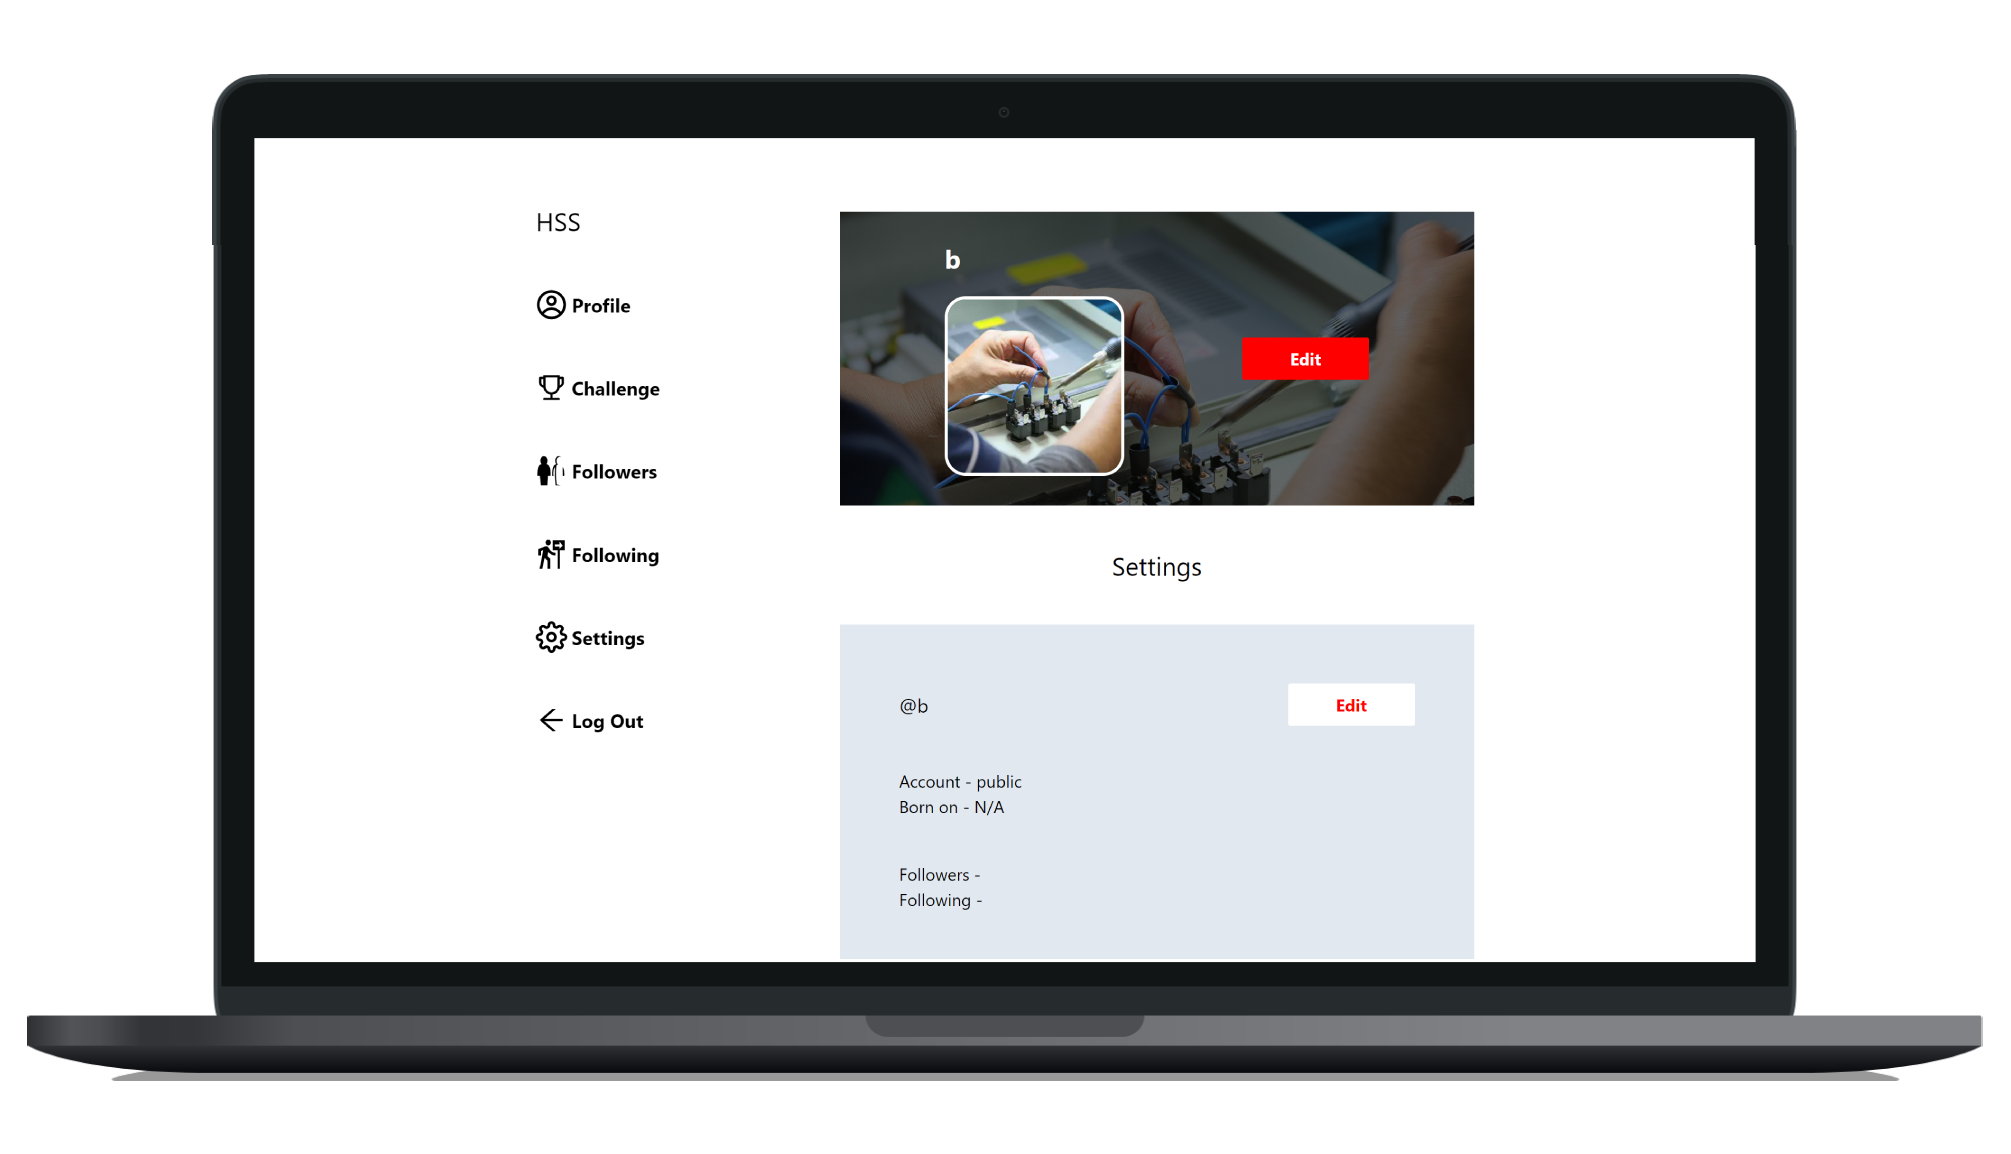 HSS
Profile
Challenge
Followers
Following
Settings
Log Out
b
Edit
Settings
@b
Edit
Account - public
Born on - N/A
Followers -
Following -